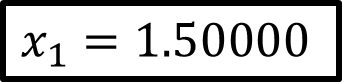 x₁ = 1.50000